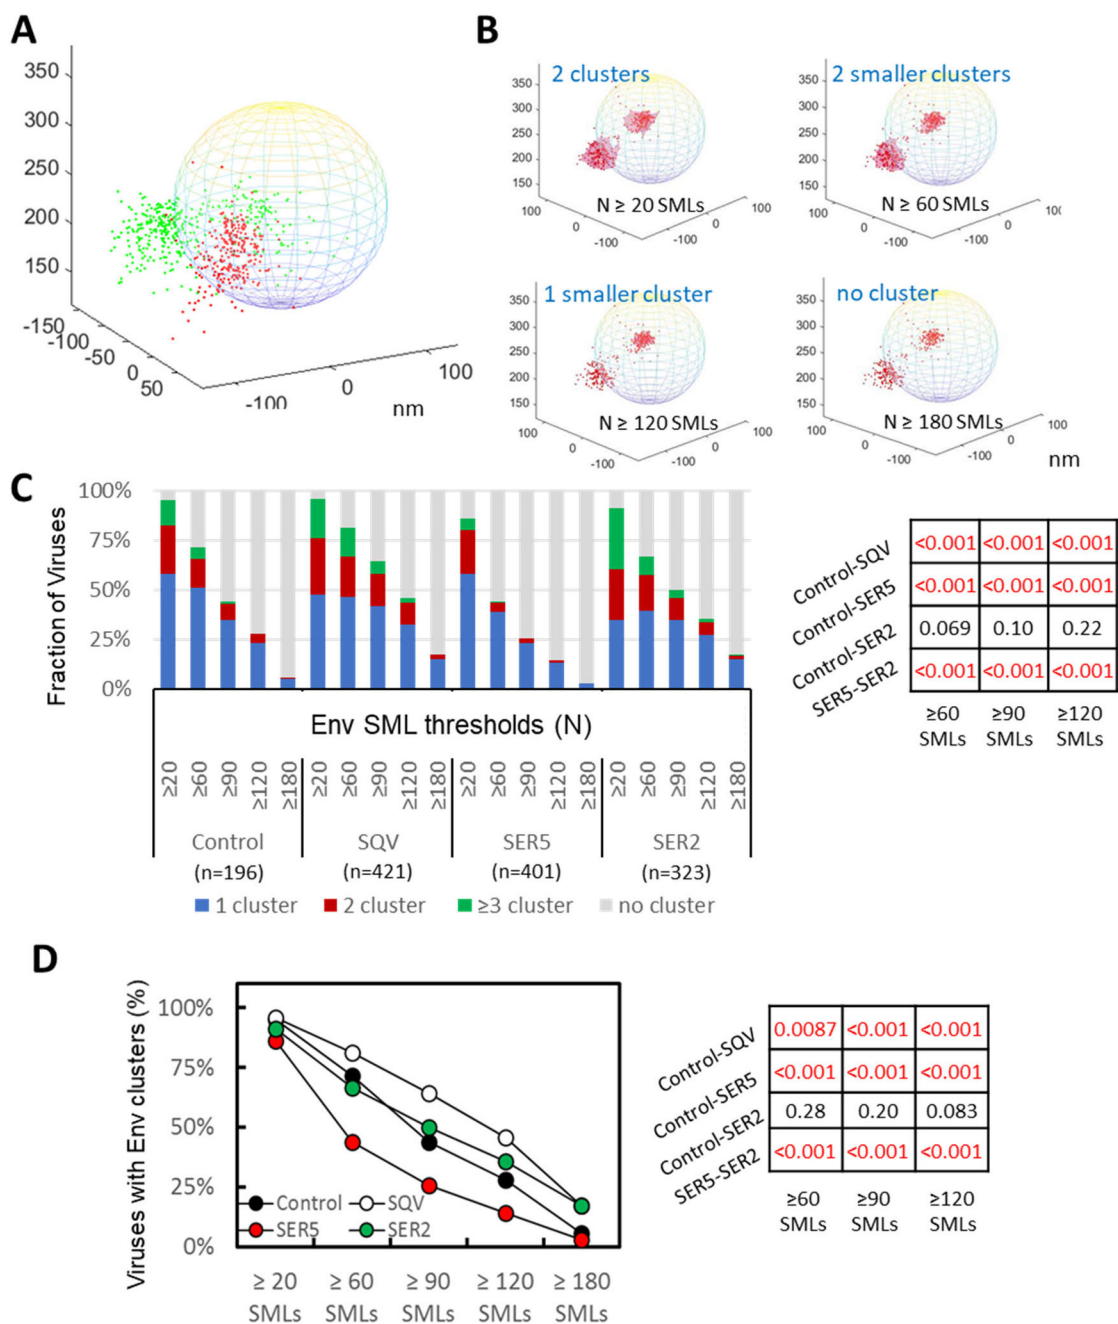 A
350
300
250
200
150
-150
-100
-50
0
50
-100
0
100
nm
B
2 clusters
350
300
250
200
150
100
0
-100
-100
0
100
N ≥ 20 SMLs
2 smaller clusters
350
300
250
200
150
100
0
-100
-100
0
100
N ≥ 60 SMLs
1 smaller cluster
350
300
250
200
150
100
0
-100
-100
0
100
N ≥ 120 SMLs
no cluster
350
300
250
200
150
100
0
-100
-100
0
100
N ≥ 180 SMLs
nm
C
Fraction of Viruses
100%
75%
50%
25%
0%
Env SML thresholds (N)
≥20 ≥60 ≥90 ≥120 ≥180 ≥20 ≥60 ≥90 ≥120 ≥180 ≥20 ≥60 ≥90 ≥120 ≥180 ≥20 ≥60 ≥90 ≥120 ≥180
Control SQV SER5 SER2
(n=196) (n=421) (n=401) (n=323)
1 cluster 2 cluster ≥3 cluster no cluster
Control-SQV <0.001 <0.001 <0.001
Control-SER5 <0.001 <0.001 <0.001
Control-SER2 0.069 0.10 0.22
SER5-SER2 <0.001 <0.001 <0.001
≥60 ≥90 ≥120
SMLs SMLs SMLs
D
Viruses with Env clusters (%)
100%
75%
50%
25%
0%
Control SQV
SER5 SER2
≥ 20 ≥ 60 ≥ 90 ≥ 120 ≥ 180
SMLs SMLs SMLs SMLs SMLs
Control-SQV 0.0087 <0.001 <0.001
Control-SER5 <0.001 <0.001 <0.001
Control-SER2 0.28 0.20 0.083
SER5-SER2 <0.001 <0.001 <0.001
≥60 ≥90 ≥120
SMLs SMLs SMLs